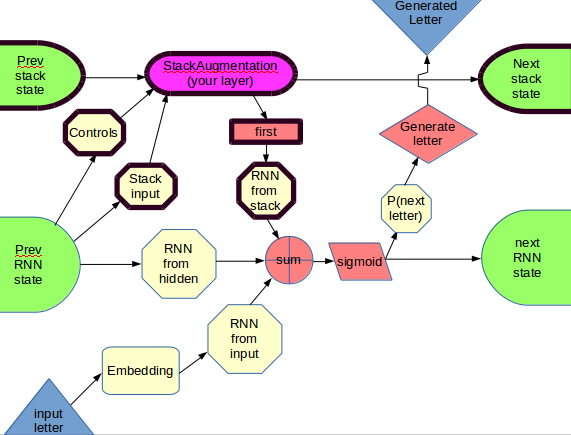 Generated
Letter
Prev
stack
state
StackAugmentation
(your layer)
Next
stack
state
Controls
first
Generate
letter
Stack
input
RNN
from
stack
P(next
letter)
Prev
RNN
state
RNN
from
hidden
sum
sigmoid
next
RNN
state
RNN
from
input
Embedding
input
letter